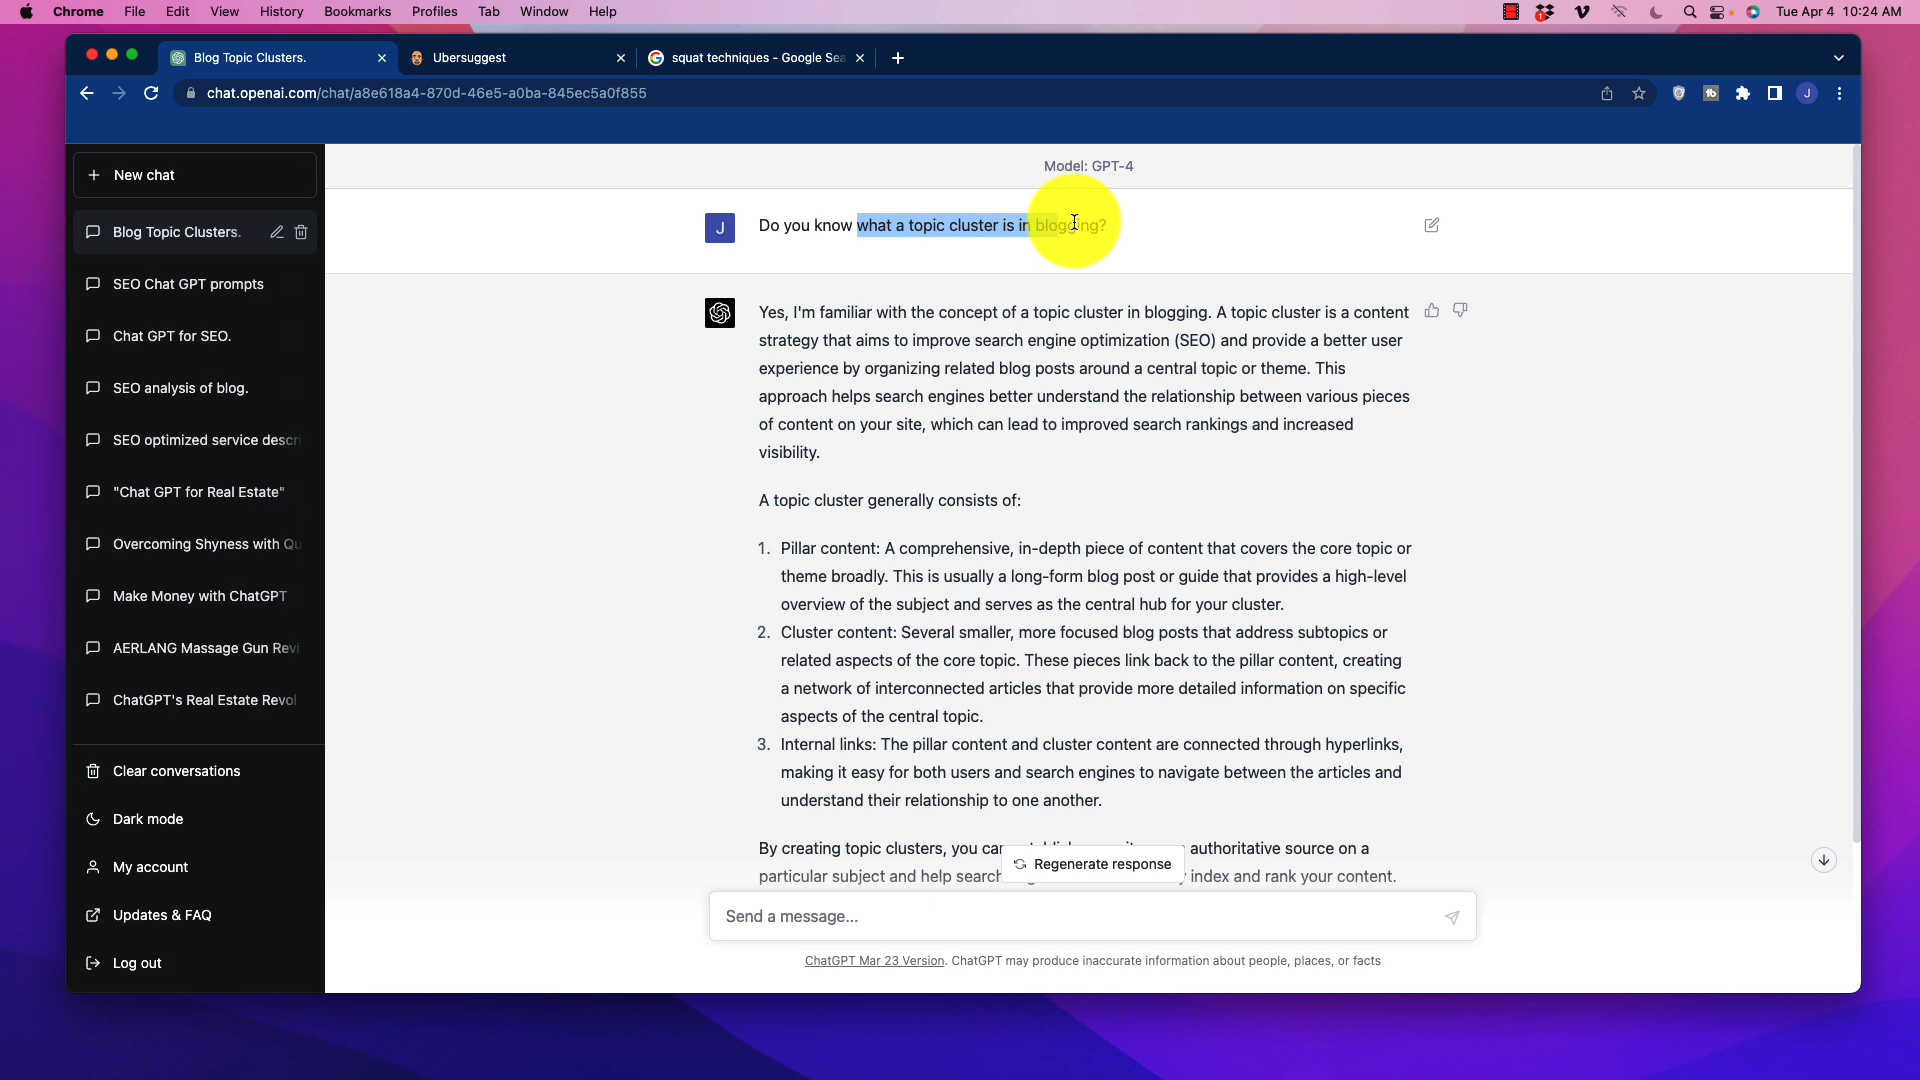 Chrome File Edit View History Bookmarks Profiles Tab Window Help
1
Tue Apr 4 10:24 AM
Blog Topic Clusters.
Ubersuggest
squat techniques - Google Sea
chat.openai.com/chat/a8e618a4-870d-46e5-a0ba-845ec5a0f855
tb
J
New chat
Blog Topic Clusters.
SEO Chat GPT prompts
Chat GPT for SEO.
SEO analysis of blog.
SEO optimized service descri
"Chat GPT for Real Estate"
Overcoming Shyness with Qu
Make Money with ChatGPT
AERLANG Massage Gun Revi
ChatGPT's Real Estate Revol
Clear conversations
Dark mode
My account
Updates & FAQ
Log out
Model: GPT-4
J
Do you know what a topic cluster is in blogging?
Yes, I'm familiar with the concept of a topic cluster in blogging. A topic cluster is a content
strategy that aims to improve search engine optimization (SEO) and provide a better user
experience by organizing related blog posts around a central topic or theme. This
approach helps search engines better understand the relationship between various pieces
of content on your site, which can lead to improved search rankings and increased
visibility.
A topic cluster generally consists of:
1. Pillar content: A comprehensive, in-depth piece of content that covers the core topic or
theme broadly. This is usually a long-form blog post or guide that provides a high-level
overview of the subject and serves as the central hub for your cluster.
2. Cluster content: Several smaller, more focused blog posts that address subtopics or
related aspects of the core topic. These pieces link back to the pillar content, creating
a network of interconnected articles that provide more detailed information on specific
aspects of the central topic.
3. Internal links: The pillar content and cluster content are connected through hyperlinks,
making it easy for both users and search engines to navigate between the articles and
understand their relationship to one another.
By creating topic clusters, you can authoritative source on a
particular subject and help search index and rank your content.
Regenerate response
Send a message...
ChatGPT Mar 23 Version. ChatGPT may produce inaccurate information about people, places, or facts